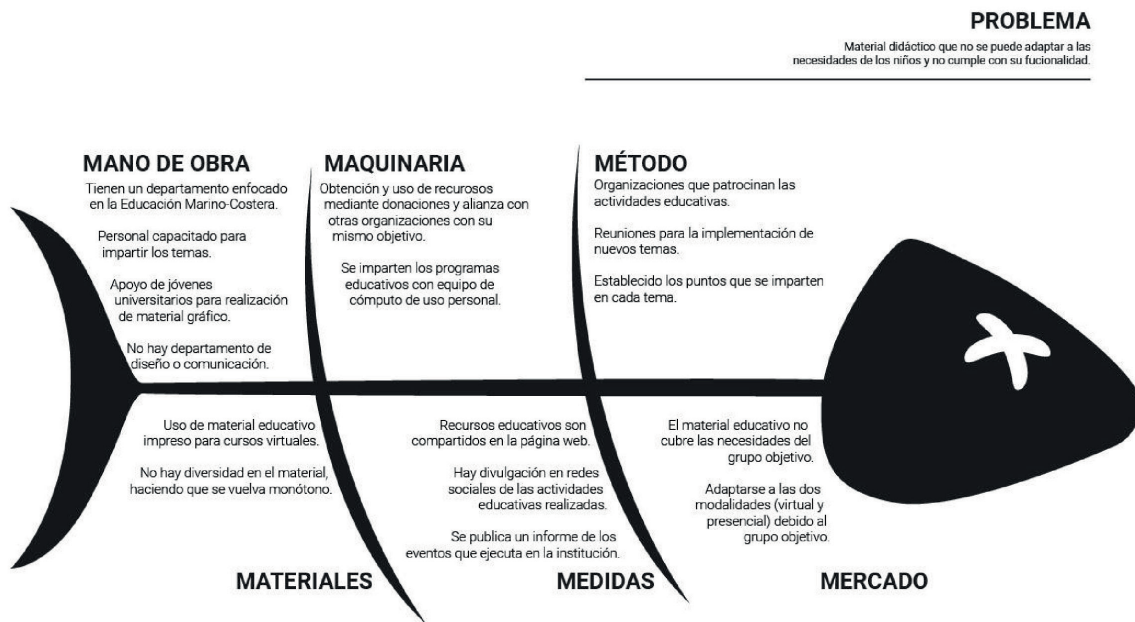 PROBLEMA
Material didáctico que no se puede adaptar a las
necesidades de los niños y no cumple con su fucionalidad.
MANO DE OBRA
Tienen un departamento enfocado
en la Educación Marino-Costera.
Personal capacitado para
impartir los temas.
Apoyo de jóvenes
universitarios para realización
de material gráfico.
No hay departamento de
diseño o comunicación.
MAQUINARIA
Obtención y uso de recurosos
mediante donaciones y alianza con
otras organizaciones con su
mismo objetivo.
Se imparten los programas
educativos con equipo de
cómputo de uso personal.
MÉTODO
Organizaciones que patrocinan las
actividades educativas.
Reuniones para la implementación de
nuevos temas.
Establecido los puntos que se imparten
en cada tema.
Uso de material educativo
impreso para cursos virtuales.
No hay diversidad en el material,
haciendo que se vuelva monótono.
MATERIALES
Recursos educativos son
compartidos en la página web.
Hay divulgación en redes
sociales de las actividades
educativas realizadas.
Se publica un informe de los
eventos que ejecuta en la institución.
MEDIDAS
El material educativo no
cubre las necesidades del
grupo objetivo.
Adaptarse a las dos
modalidades (virtual y
presencial) debido al
grupo objetivo.
MERCADO